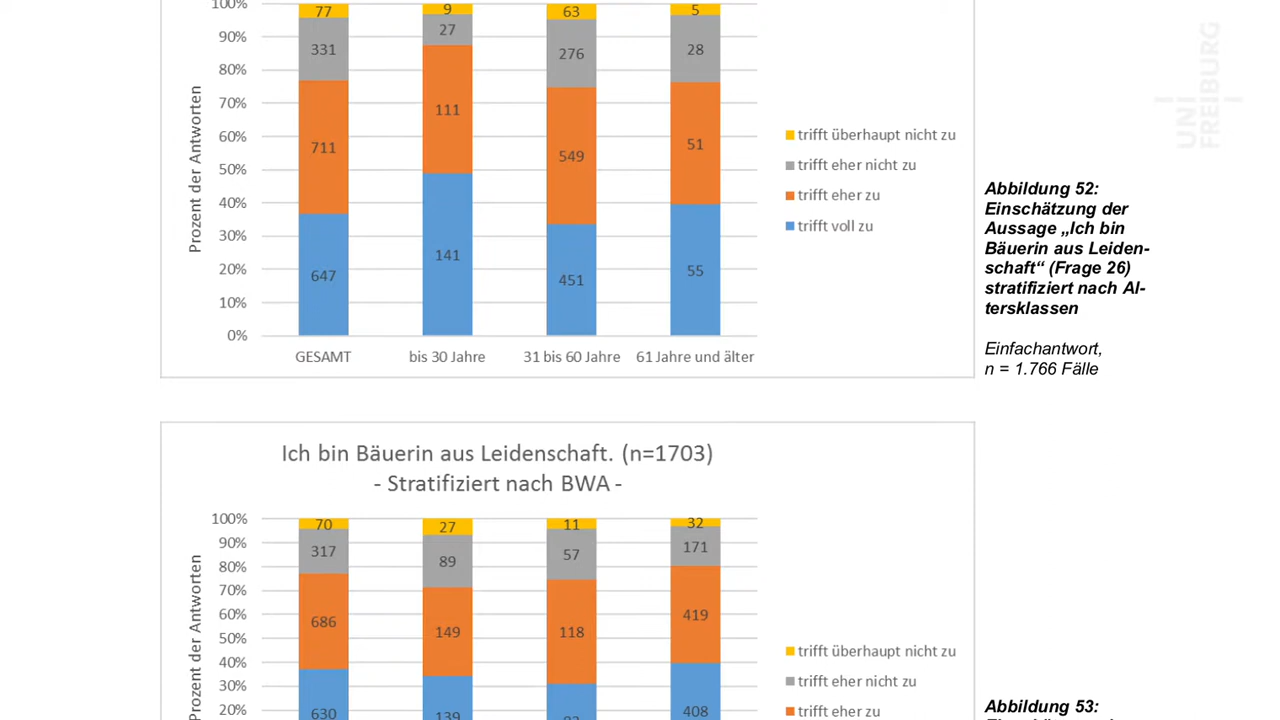 100%
90%
80%
70%
60%
50%
40%
30%
20%
10%
0%
Prozent der Antworten
77
9
63
5
331
27
276
28
711
111
549
51
647
141
451
55
GESAMT
bis 30 Jahre
31 bis 60 Jahre
61 Jahre und älter
trifft überhaupt nicht zu
trifft eher nicht zu
trifft eher zu
trifft voll zu
UNI
FREIBURG
Abbildung 52:
Einschätzung der
Aussage „Ich bin
Bäuerin aus Leiden-
schaft“ (Frage 26)
stratifiziert nach Al-
tersklassen
Einfachantwort,
n = 1.766 Fälle
Ich bin Bäuerin aus Leidenschaft. (n=1703)
- Stratifiziert nach BWA -
100%
90%
80%
70%
60%
50%
40%
30%
20%
Prozent der Antworten
70
27
11
32
317
89
57
171
686
149
118
419
630
139
408
trifft überhaupt nicht zu
trifft eher nicht zu
trifft eher zu
Abbildung 53: